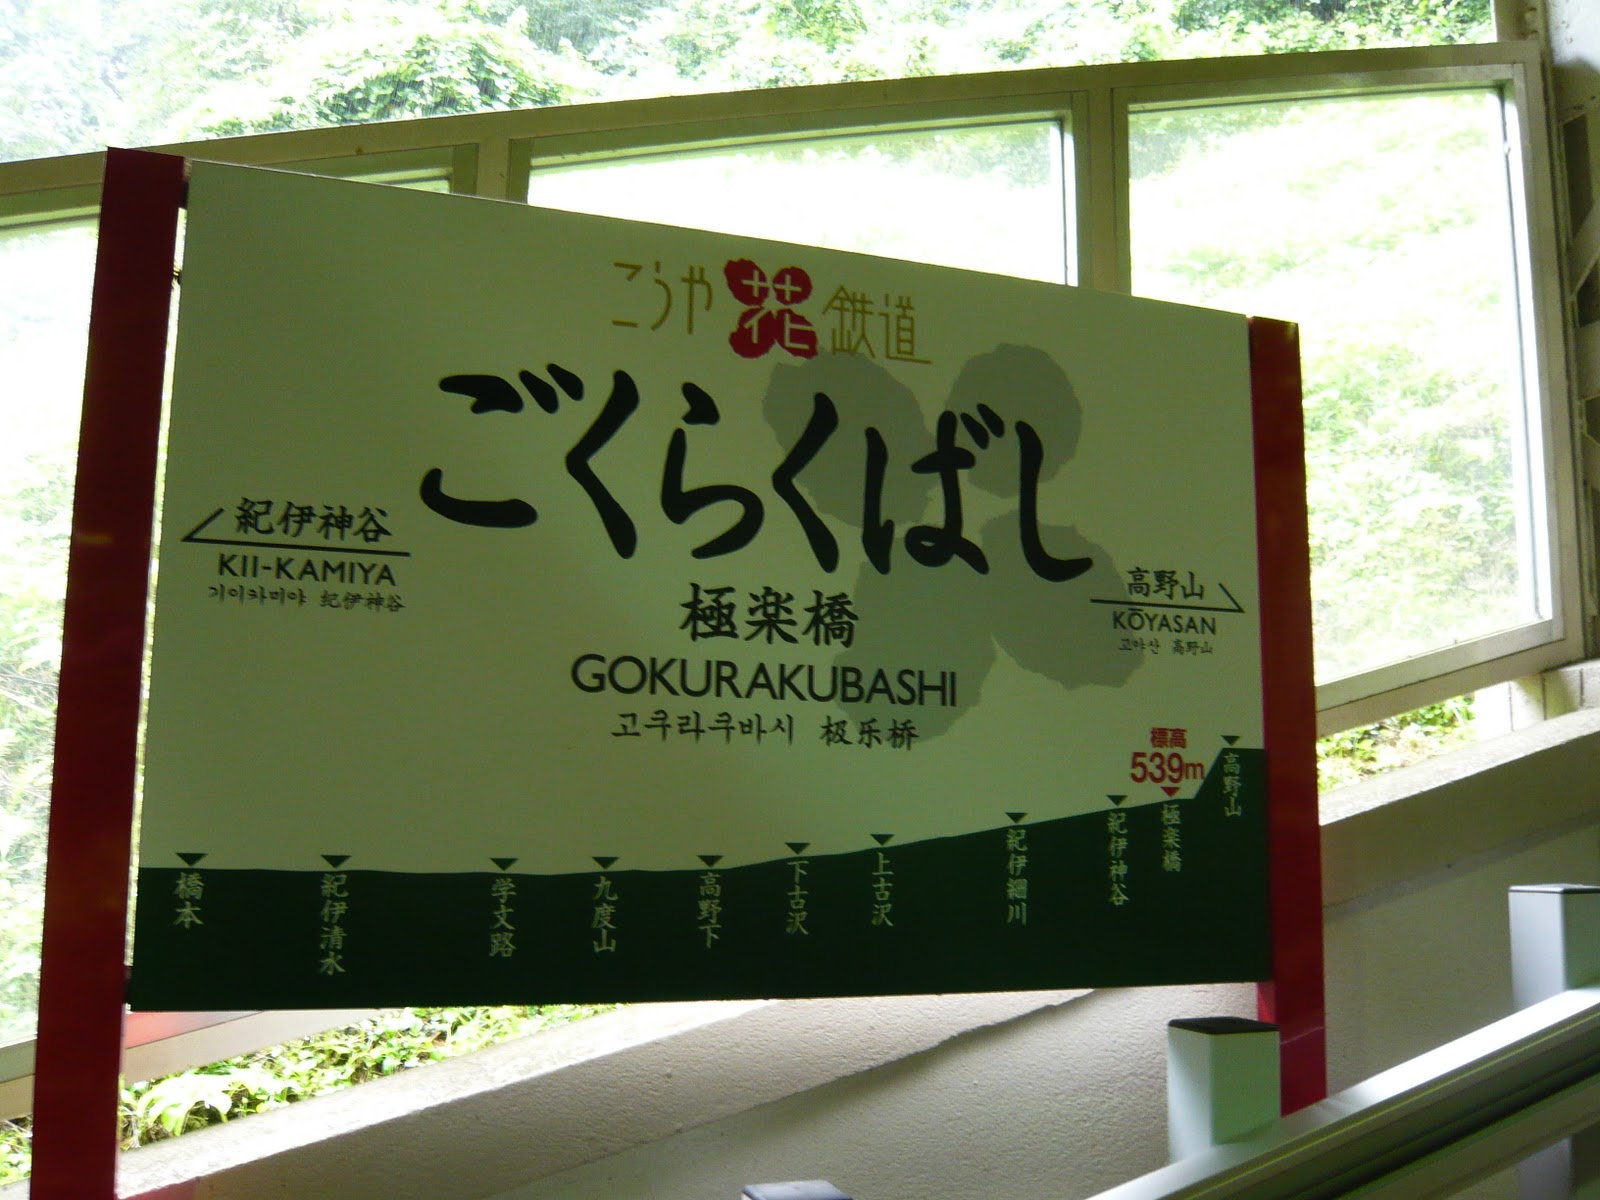 こうや花鉄道
ごくらくばし
極楽橋
GOKURAKUBASHI
고쿠라쿠바시 极乐桥
紀伊神谷
KII-KAMIYA
기이카미야 紀伊神谷
高野山
KŌYASAN
고야산 高野山
標高
539m
橋本
紀伊清水
学文路
九度山
高野下
下古沢
上古沢
紀伊細川
紀伊神谷
極楽橋
高野山